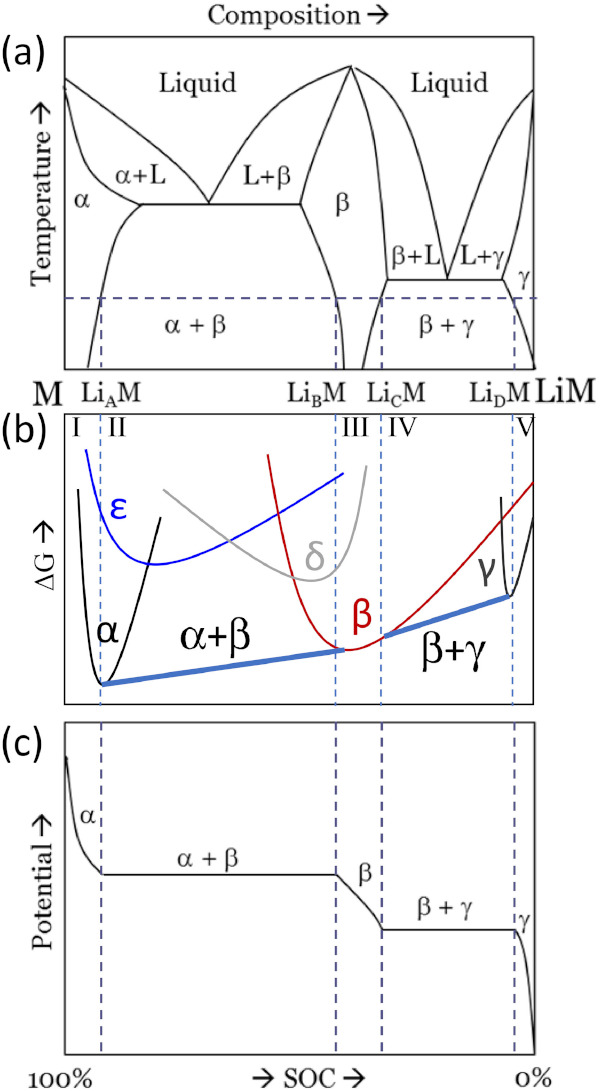 Composition →
(a)
Temperature →
Liquid
Liquid
α+L
L+β
α
β
β+L
L+γ
γ
α + β
β + γ
M
Li_AM
Li_BM
Li_CM
Li_DM
LiM
(b)
I
II
III
IV
V
ΔG →
ε
δ
γ
α
α+β
β
β+γ
(c)
Potential →
α
α + β
β
β + γ
γ
100%
→ SOC →
0%